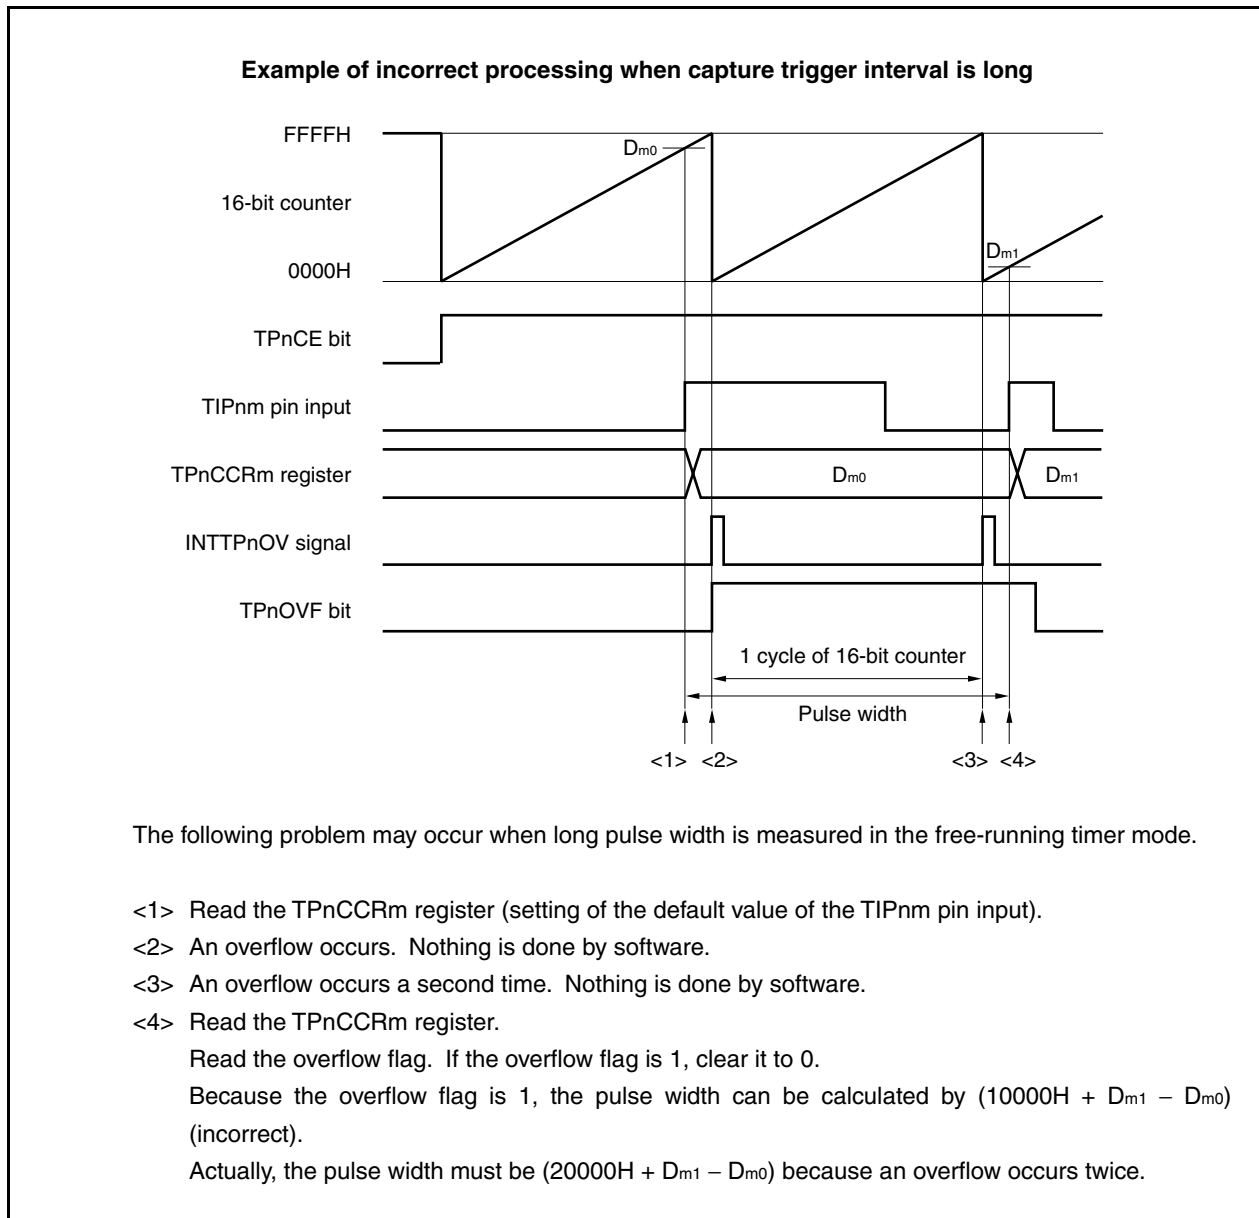 Example of incorrect processing when capture trigger interval is long
FFFFH
Dm0
16-bit counter
Dm1
0000H
TPnCE bit
TIPnm pin input
TPnCCRm register
Dm0
Dm1
INTTPnOV signal
TPnOVF bit
1 cycle of 16-bit counter
Pulse width
<1> <2> <3> <4>
The following problem may occur when long pulse width is measured in the free-running timer mode.
<1> Read the TPnCCRm register (setting of the default value of the TIPnm pin input).
<2> An overflow occurs. Nothing is done by software.
<3> An overflow occurs a second time. Nothing is done by software.
<4> Read the TPnCCRm register.
Read the overflow flag. If the overflow flag is 1, clear it to 0.
Because the overflow flag is 1, the pulse width can be calculated by (10000H + Dm1 – Dm0)
(incorrect).
Actually, the pulse width must be (20000H + Dm1 – Dm0) because an overflow occurs twice.